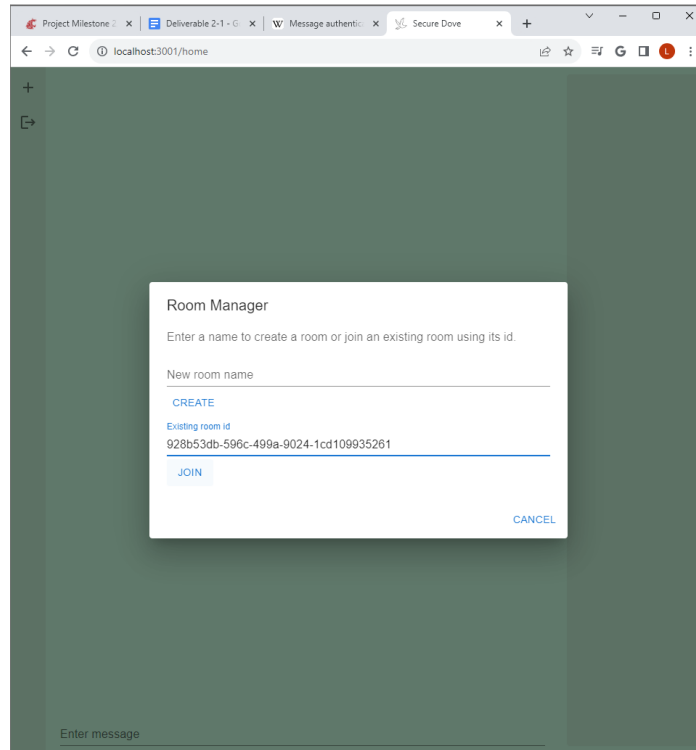 Project Milestone 2
Deliverable 2-1 - G
W Message authentic
Secure Dove
localhost:3001/home
G
L
Room Manager
Enter a name to create a room or join an existing room using its id.
New room name
CREATE
Existing room id
928b53db-596c-499a-9024-1cd109935261
JOIN
CANCEL
Enter message